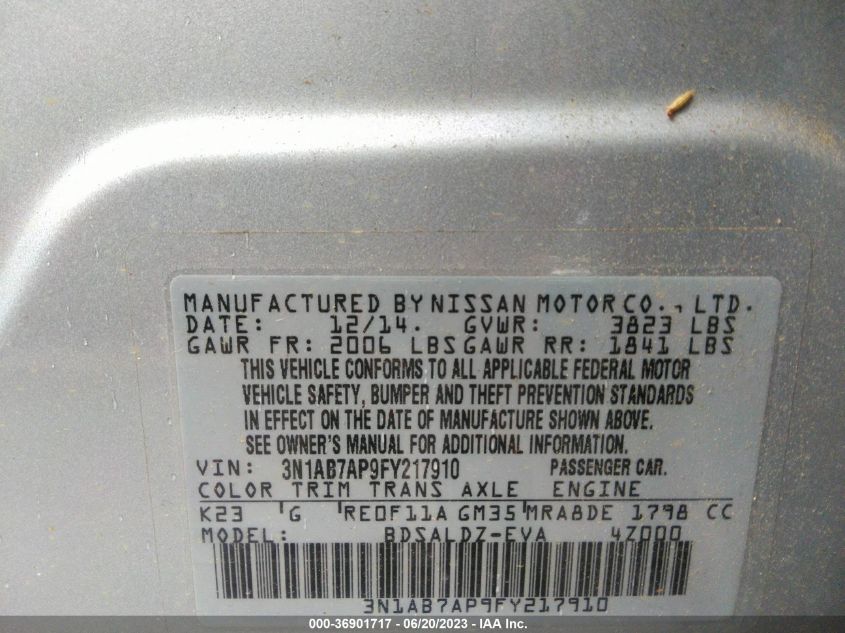 MANUFACTURED BY NISSAN MOTOR CO., LTD.
DATE: 12/14. GVWR: 3823 LBS
GAWR FR: 2006 LBS GAWR RR: 1841 LBS
THIS VEHICLE CONFORMS TO ALL APPLICABLE FEDERAL MOTOR
VEHICLE SAFETY, BUMPER AND THEFT PREVENTION STANDARDS
IN EFFECT ON THE DATE OF MANUFACTURE SHOWN ABOVE.
SEE OWNER'S MANUAL FOR ADDITIONAL INFORMATION.
VIN: 3N1AB7AP9FY217910 PASSENGER CAR.
COLOR TRIM TRANS AXLE ENGINE
K23 G RE0F11A GM35 MRA8DE 1798 CC
MODEL: BDSALDZ-EVA 4Z000
3N1AB7AP9FY217910
000-36901717 - 06/20/2023 - IAA, Inc.